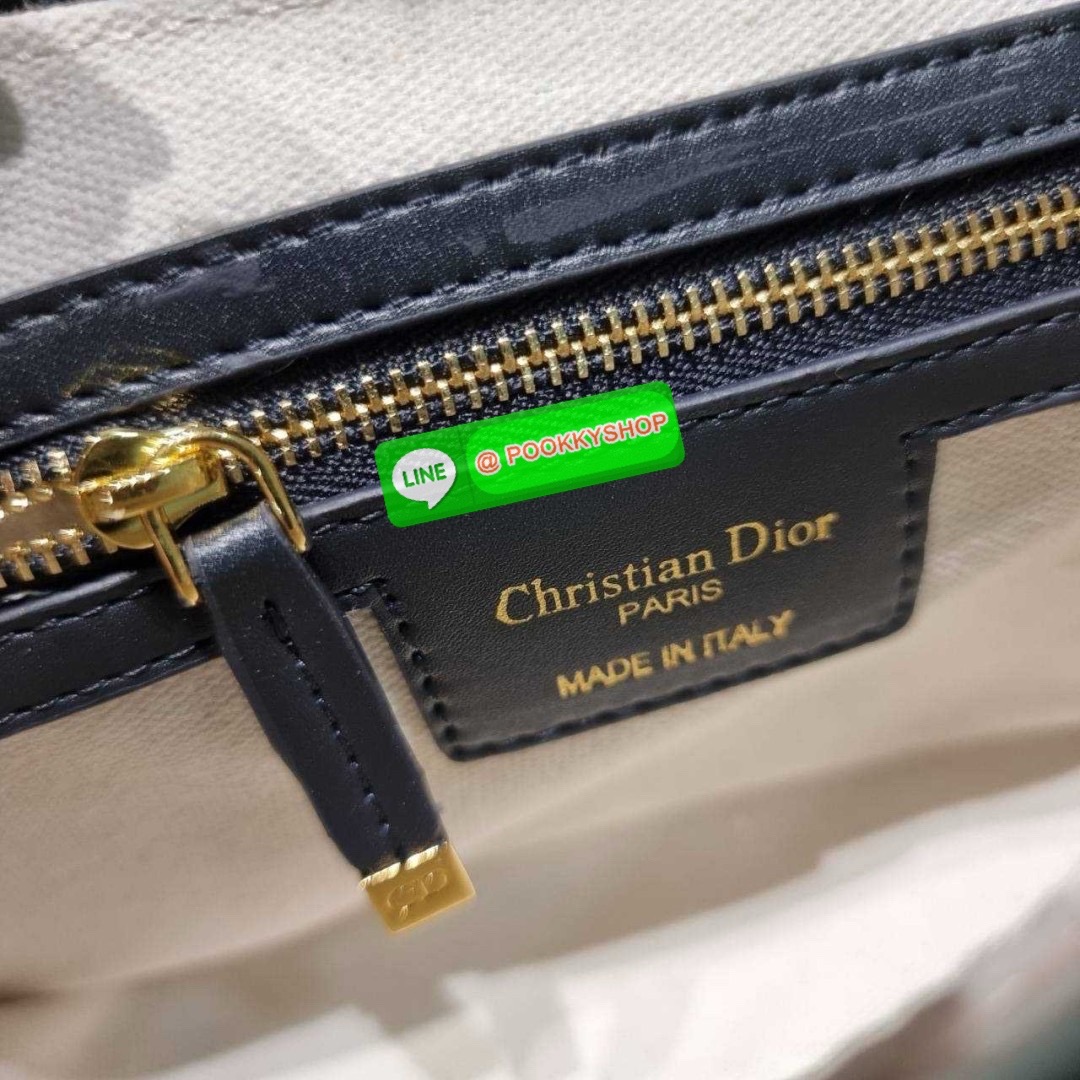 LINE @ POOKKYSHOP
Christian Dior
PARIS
MADE IN ITALY